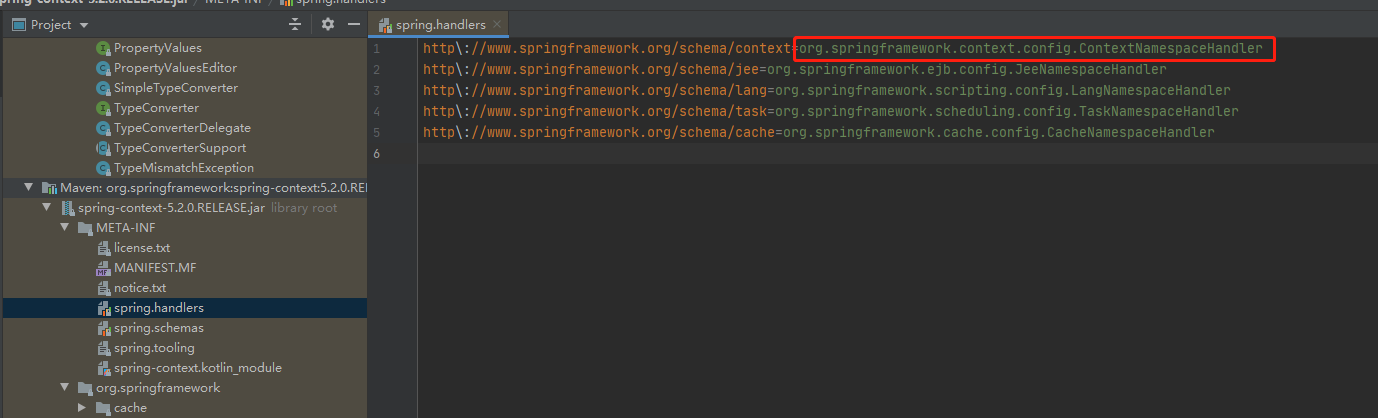 spring-context-5.2.0.RELEASE.jar META-INF spring.handlers
Project
PropertyValues
PropertyValuesEditor
SimpleTypeConverter
TypeConverter
TypeConverterDelegate
TypeConverterSupport
TypeMismatchException
Maven: org.springframework:spring-context:5.2.0.REL
spring-context-5.2.0.RELEASE.jar library root
META-INF
license.txt
MANIFEST.MF
notice.txt
spring.handlers
spring.schemas
spring.tooling
spring-context.kotlin_module
org.springframework
cache
spring.handlers
1 http\://www.springframework.org/schema/context=org.springframework.context.config.ContextNamespaceHandler
2 http\://www.springframework.org/schema/jee=org.springframework.ejb.config.JeeNamespaceHandler
3 http\://www.springframework.org/schema/lang=org.springframework.scripting.config.LangNamespaceHandler
4 http\://www.springframework.org/schema/task=org.springframework.scheduling.config.TaskNamespaceHandler
5 http\://www.springframework.org/schema/cache=org.springframework.cache.config.CacheNamespaceHandler
6